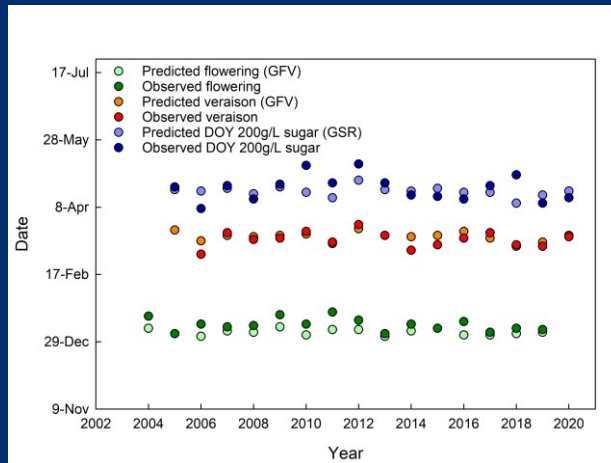 17-Jul
Predicted flowering (GFV)
Observed flowering
Predicted veraison (GFV)
Observed veraison
Predicted DOY 200g/L sugar (GSR)
Observed DOY 200g/L sugar
28-May
8-Apr
Date
17-Feb
29-Dec
9-Nov
2002 2004 2006 2008 2010 2012 2014 2016 2018 2020
Year